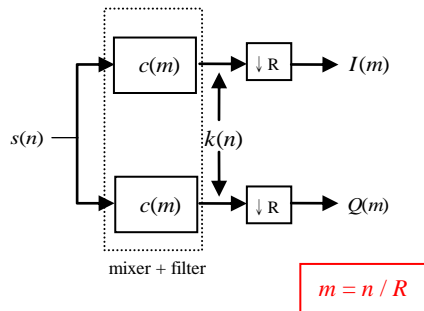 c(m)
↓ R
I(m)
s(n)
k(n)
c(m)
↓ R
Q(m)
mixer + filter
m = n / R